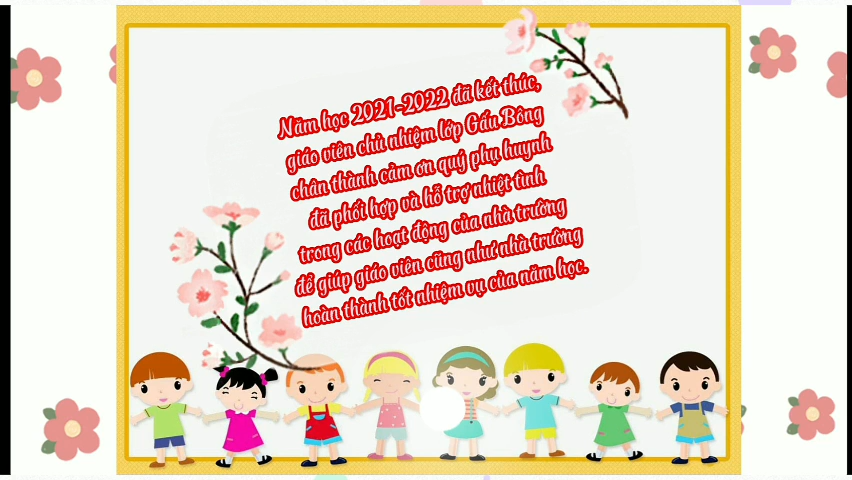 Năm học 2021-2022 đã kết thúc,
giáo viên chủ nhiệm lớp Gấu Bông
chân thành cảm ơn quý phụ huynh
đã phối hợp và hỗ trợ nhiệt tình
trong các hoạt động của nhà trường
để giúp giáo viên cũng như nhà trường
hoàn thành tốt nhiệm vụ của năm học.